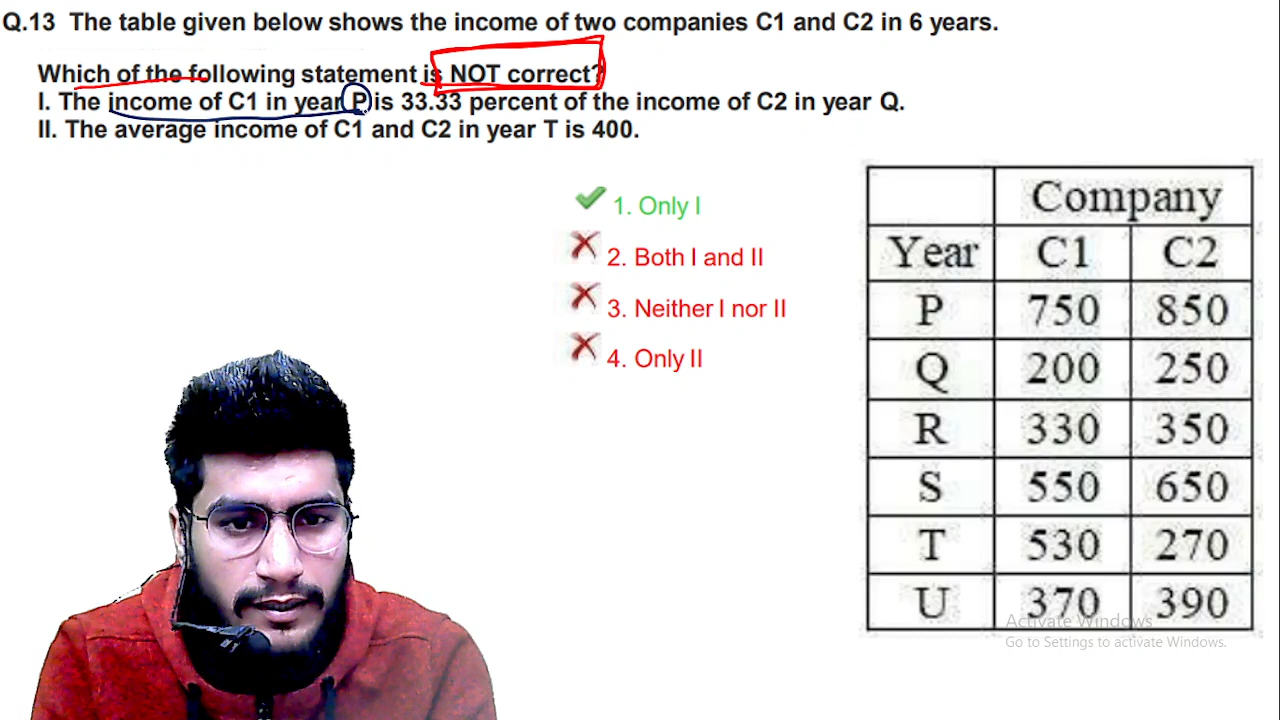 Q.13 The table given below shows the income of two companies C1 and C2 in 6 years.
Which of the following statement is NOT correct?
I. The income of C1 in year P is 33.33 percent of the income of C2 in year Q.
II. The average income of C1 and C2 in year T is 400.
1. Only I
2. Both I and II
3. Neither I nor II
4. Only II
Company
Year C1 C2
P 750 850
Q 200 250
R 330 350
S 550 650
T 530 270
U 370 390
Activate Windows
Go to Settings to activate Windows.